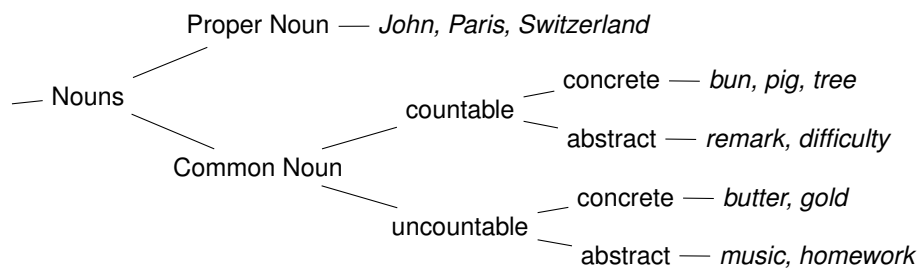 Proper Noun — John, Paris, Switzerland
Nouns
concrete — bun, pig, tree
countable
abstract — remark, difficulty
Common Noun
concrete — butter, gold
uncountable
abstract — music, homework